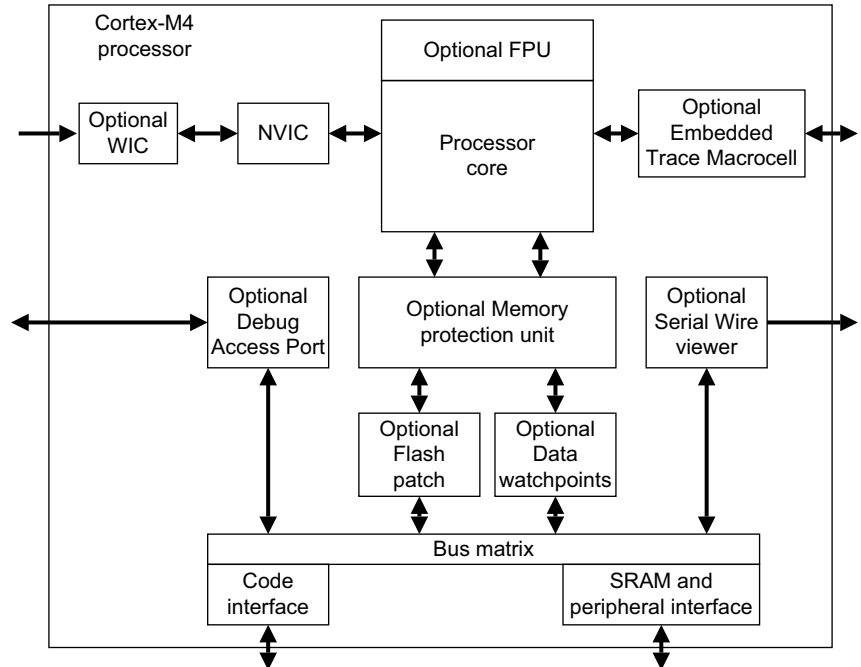 Cortex-M4
processor
Optional FPU
Processor
core
Optional
WIC
NVIC
Optional
Embedded
Trace Macrocell
Optional
Debug
Access Port
Optional Memory
protection unit
Optional
Serial Wire
viewer
Optional
Flash
patch
Optional
Data
watchpoints
Bus matrix
Code
interface
SRAM and
peripheral interface